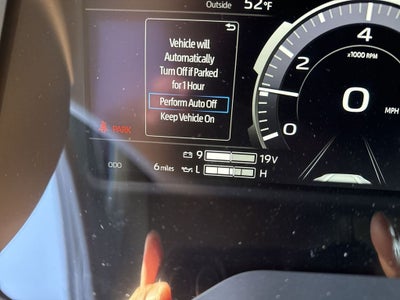 Outside 52°F
Vehicle will
Automatically
Turn Off if Parked
for 1 Hour
Perform Auto Off
Keep Vehicle On
4
x1000 RPM
2
0 MPH
0
PARK
9 19V
ODO 6 miles L H